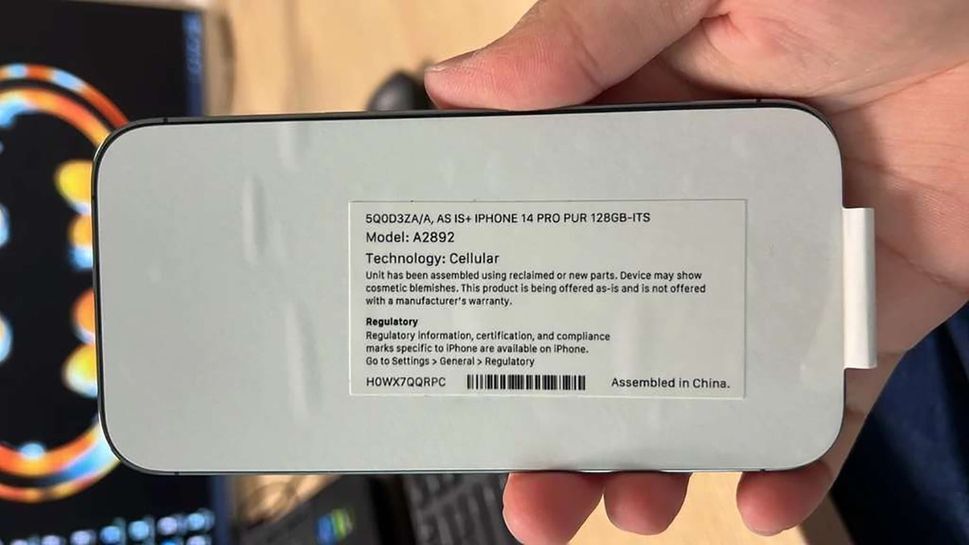 5Q0D3ZA/A, AS IS+ IPHONE 14 PRO PUR 128GB-ITS
Model: A2892
Technology: Cellular
Unit has been assembled using reclaimed or new parts. Device may show
cosmetic blemishes. This product is being offered as-is and is not offered
with a manufacturer's warranty.
Regulatory
Regulatory information, certification, and compliance
marks specific to iPhone are available on iPhone.
Go to Settings > General > Regulatory
H0WX7QQRPC
Assembled in China.